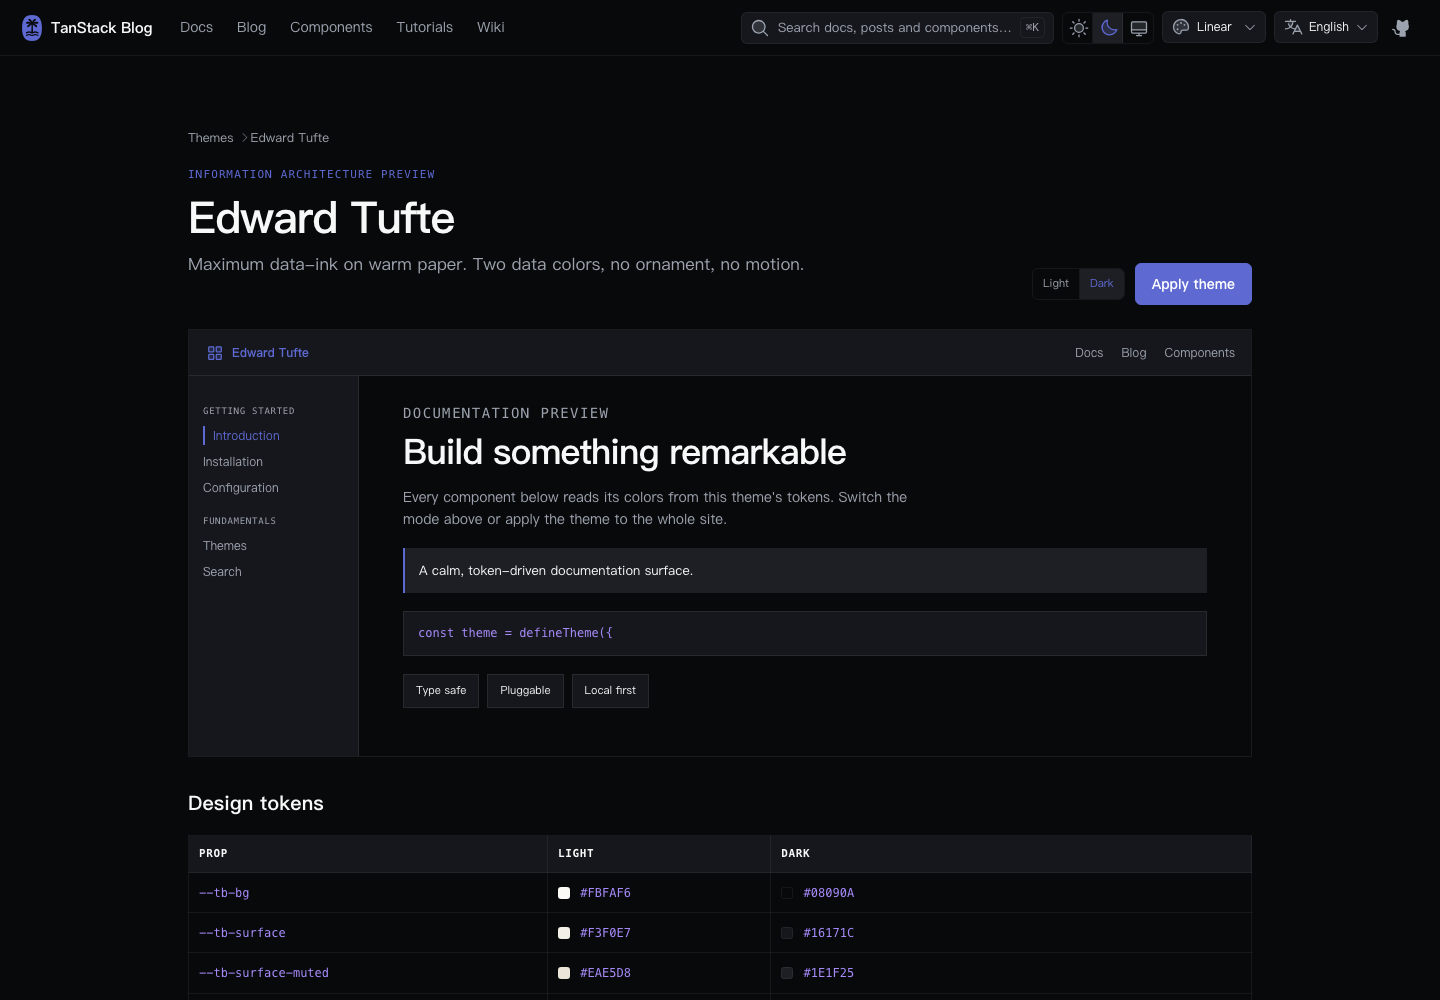 TanStack Blog
Docs
Blog
Components
Tutorials
Wiki
Search docs, posts and components...
⌘K
Linear
English
Themes
Edward Tufte
INFORMATION ARCHITECTURE PREVIEW
Edward Tufte
Maximum data-ink on warm paper. Two data colors, no ornament, no motion.
Light
Dark
Apply theme
Edward Tufte
Docs
Blog
Components
GETTING STARTED
Introduction
Installation
Configuration
FUNDAMENTALS
Themes
Search
DOCUMENTATION PREVIEW
Build something remarkable
Every component below reads its colors from this theme's tokens. Switch the
mode above or apply the theme to the whole site.
A calm, token-driven documentation surface.
const theme = defineTheme({
Type safe
Pluggable
Local first
Design tokens
PROP
LIGHT
DARK
--tb-bg
#FBFAF6
#08090A
--tb-surface
#F3F0E7
#16171C
--tb-surface-muted
#EAE5D8
#1E1F25